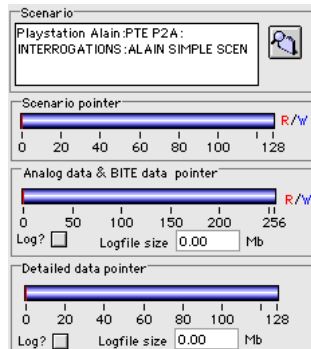 Scenario
Playstation Alain:PTE P2A:
INTERROGATIONS:ALAIN SIMPLE SCEN
Scenario pointer
R/W
0 20 40 60 80 100 128
Analog data & BITE data pointer
R/W
0 50 100 150 200 256
Log? Logfile size 0.00 Mb
Detailed data pointer
0 20 40 60 80 100 128
Log? Logfile size 0.00 Mb